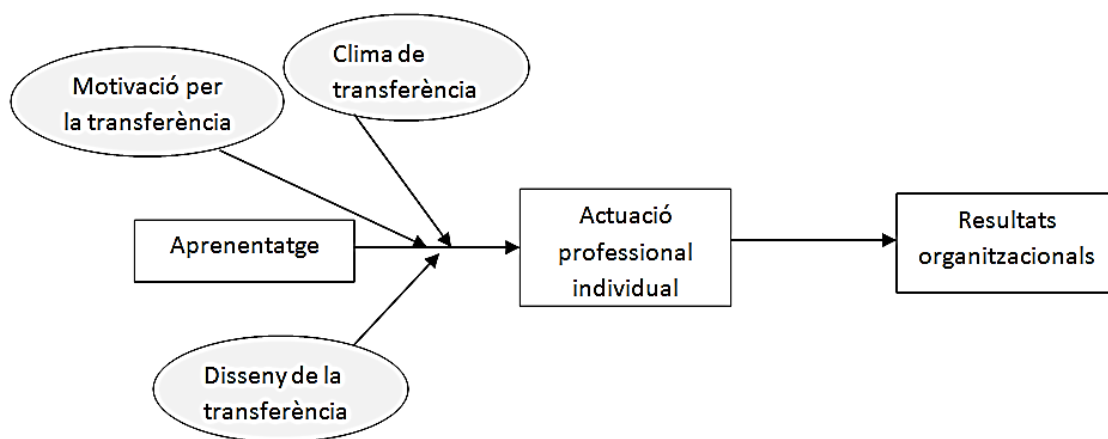 Motivació per
la transferència
Clima de
transferència
Aprenentatge
Actuació
professional
individual
Resultats
organitzacionals
Disseny de la
transferència